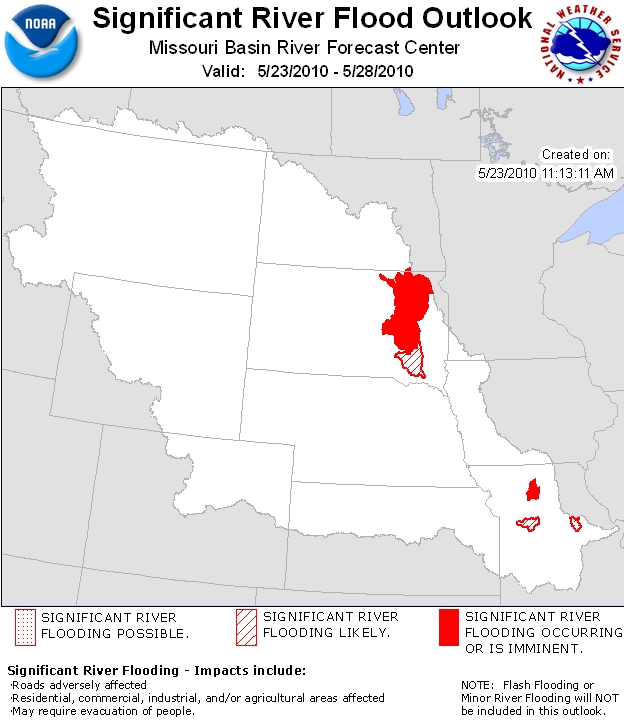 NOAA
Significant River Flood Outlook
Missouri Basin River Forecast Center
Valid: 5/23/2010 - 5/28/2010
NATIONAL WEATHER SERVICE
Created on:
5/23/2010 11:13:11 AM
SIGNIFICANT RIVER
FLOODING POSSIBLE.
SIGNIFICANT RIVER
FLOODING LIKELY.
SIGNIFICANT RIVER
FLOODING OCCURRING
OR IS IMMINENT.
Significant River Flooding - Impacts include:
·Roads adversely affected
·Residential, commercial, industrial, and/or agricultural areas affected
·May require evacuation of people.
NOTE: Flash Flooding or
Minor River Flooding will NOT
be included in this outlook.